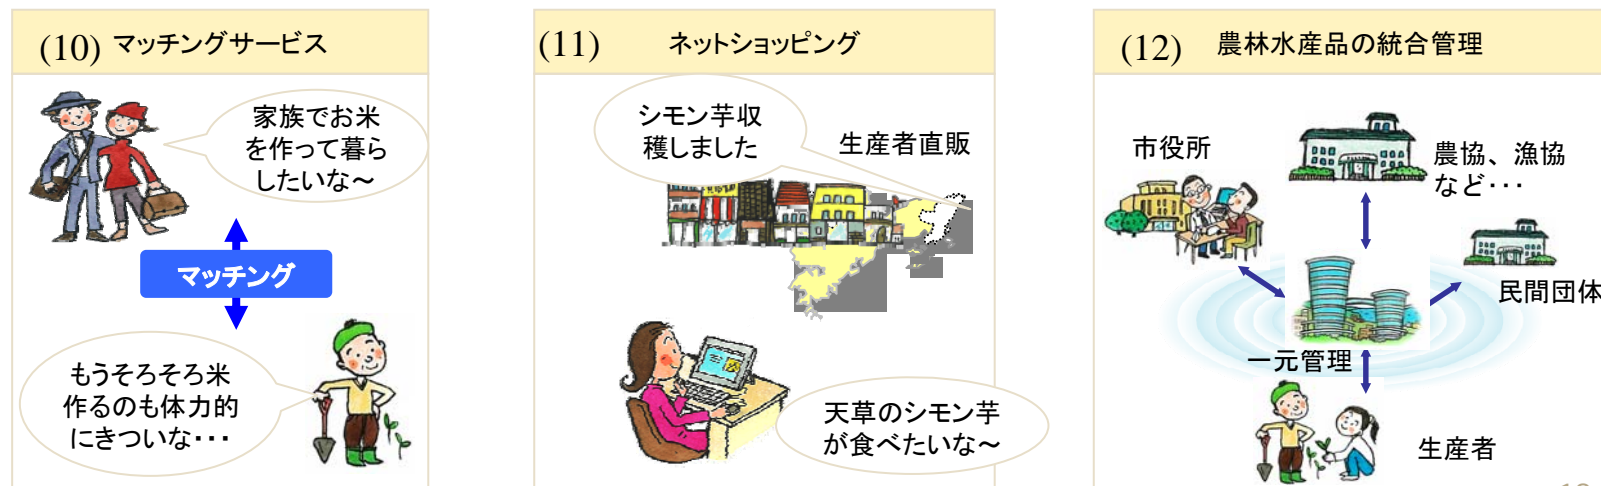 (10) マッチングサービス
家族でお米
を作って暮ら
したいな～
マッチング
もうそろそろ米
作るのも体力的
にきついな・・・
(11) ネットショッピング
シモン芋収
穫しました
生産者直販
天草のシモン芋
が食べたいな～
(12) 農林水産品の統合管理
市役所
農協、漁協
など・・・
民間団体
一元管理
生産者